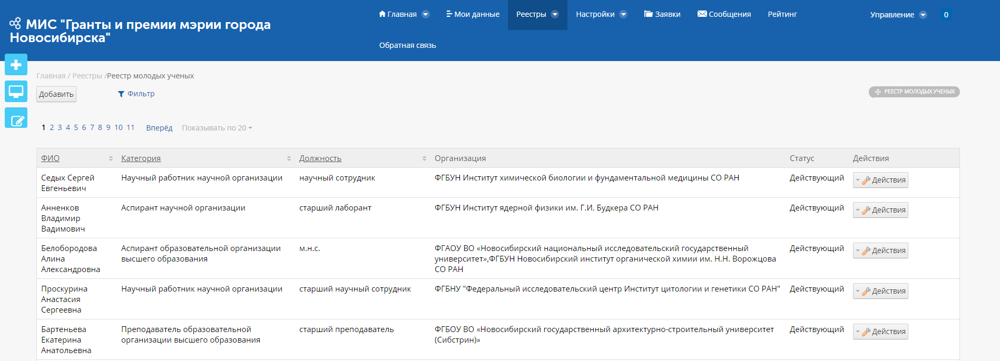 МИС "Гранты и премии мэрии города
Новосибирска"
Главная Мои данные Реестры Настройки Заявки Сообщения Рейтинг Управление 0
Обратная связь
Главная / Реестры /Реестр молодых ученых
Добавить Фильтр РЕЕСТР МОЛОДЫХ УЧЕНЫХ
1 2 3 4 5 6 7 8 9 10 11 Вперёд Показывать по 20
ФИО Категория Должность Организация Статус Действия
Седых Сергей Научный работник научной организации научный сотрудник ФГБУН Институт химической биологии и фундаментальной медицины СО РАН Действующий Действия
Евгеньевич
Анненков Аспирант научной организации старший лаборант ФГБУН Институт ядерной физики им. Г.И. Будкера СО РАН Действующий Действия
Владимир
Вадимович
Белобородова Аспирант образовательной организации м.н.с. ФГАОУ ВО «Новосибирский национальный исследовательский государственный Действующий Действия
Алина высшего образования университет»,ФГБУН Новосибирский институт органической химии им. Н.Н. Ворожцова
Александровна СО РАН
Проскурина Научный работник научной организации старший научный сотрудник ФГБНУ "Федеральный исследовательский центр Институт цитологии и генетики СО РАН" Действующий Действия
Анастасия
Сергеевна
Бартеньева Преподаватель образовательной старший преподаватель ФГБОУ ВО «Новосибирский государственный архитектурно-строительный университет Действующий Действия
Екатерина организации высшего образования (Сибстрин)»
Анатольевна